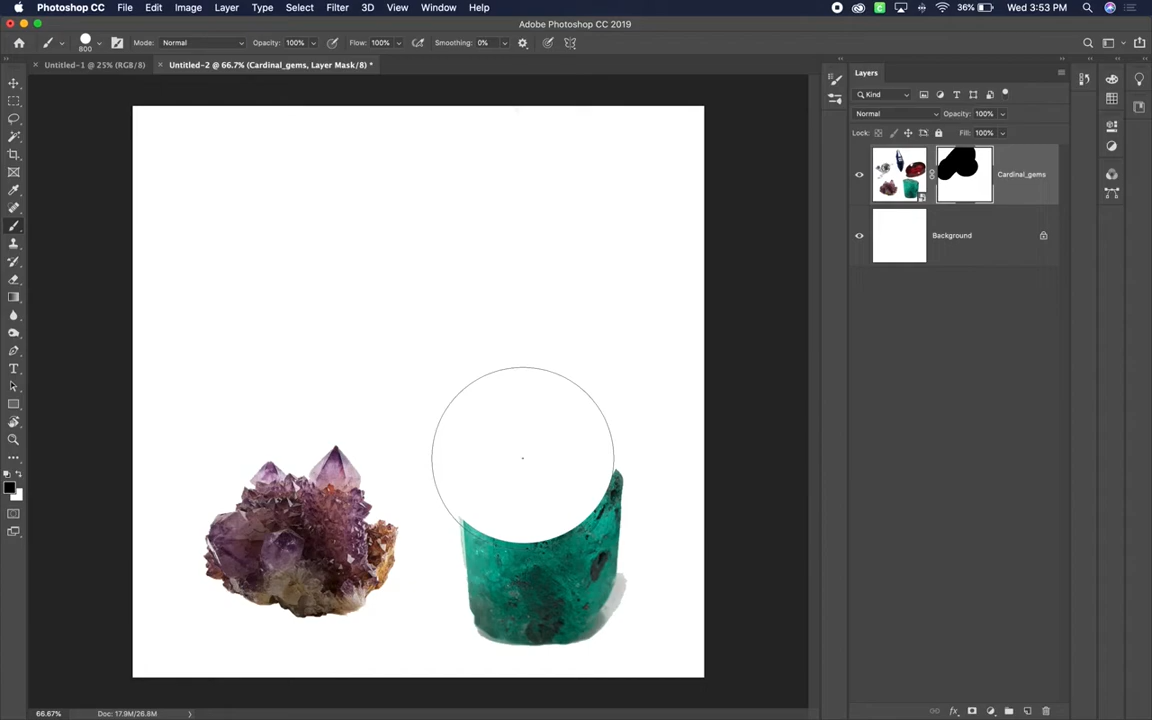 Photoshop CC File Edit Image Layer Type Select Filter 3D View Window Help 36% Wed 3:53 PM
Adobe Photoshop CC 2019
800 Mode: Normal Opacity: 100% Flow: 100% Smoothing: 0%
Untitled-1 @ 25% (RGB/8) Untitled-2 @ 66.7% (Cardinal_gems, Layer Mask/8) *
Layers
Kind
Normal Opacity: 100%
Lock: Fill: 100%
Cardinal_gems
Background
66.67% Doc: 17.9M/26.8M